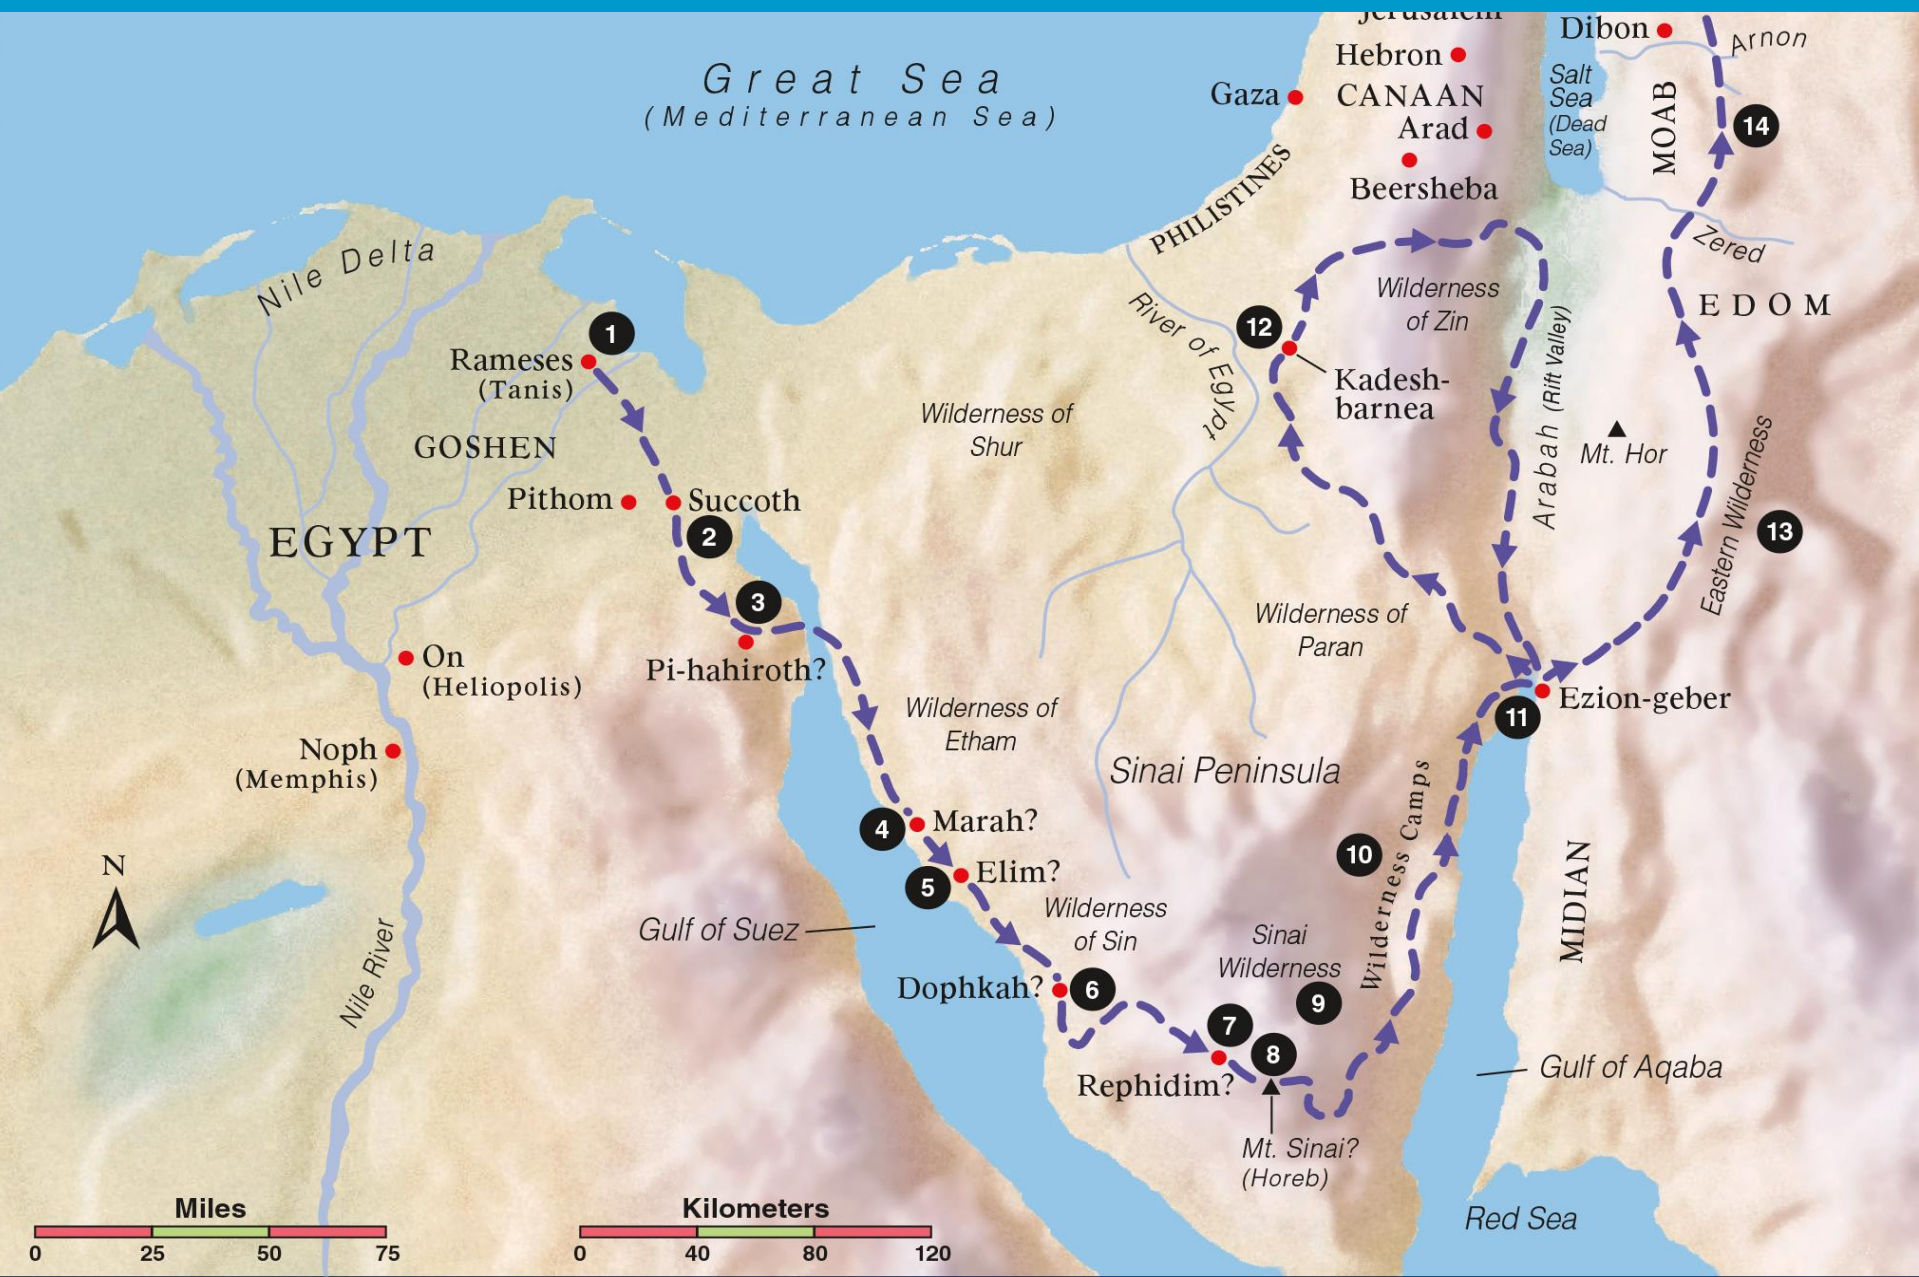 Jerusalem
Dibon
Arnon
Hebron
Great Sea
(Mediterranean Sea)
Gaza
CANAAN
Salt
Sea
(Dead
Sea)
MOAB
Arad
14
Beersheba
PHILISTINES
Nile Delta
Zered
Wilderness
of Zin
EDOM
River of Egypt
12
1
Rameses
(Tanis)
Kadesh-
barnea
Arabah (Rift Valley)
Wilderness of
Shur
GOSHEN
Mt. Hor
Eastern Wilderness
Pithom
Succoth
2
EGYPT
13
3
Wilderness of
Paran
On
(Heliopolis)
Pi-hahiroth?
Ezion-geber
11
Wilderness of
Etham
Noph
(Memphis)
Sinai Peninsula
4
Marah?
Wilderness Camps
10
N
5
Elim?
MIDIAN
Wilderness
of Sin
Gulf of Suez
Sinai
Wilderness
Nile River
Dophkah?
6
9
7
8
Rephidim?
Gulf of Aqaba
Mt. Sinai?
(Horeb)
Miles
0 25 50 75
Kilometers
0 40 80 120
Red Sea